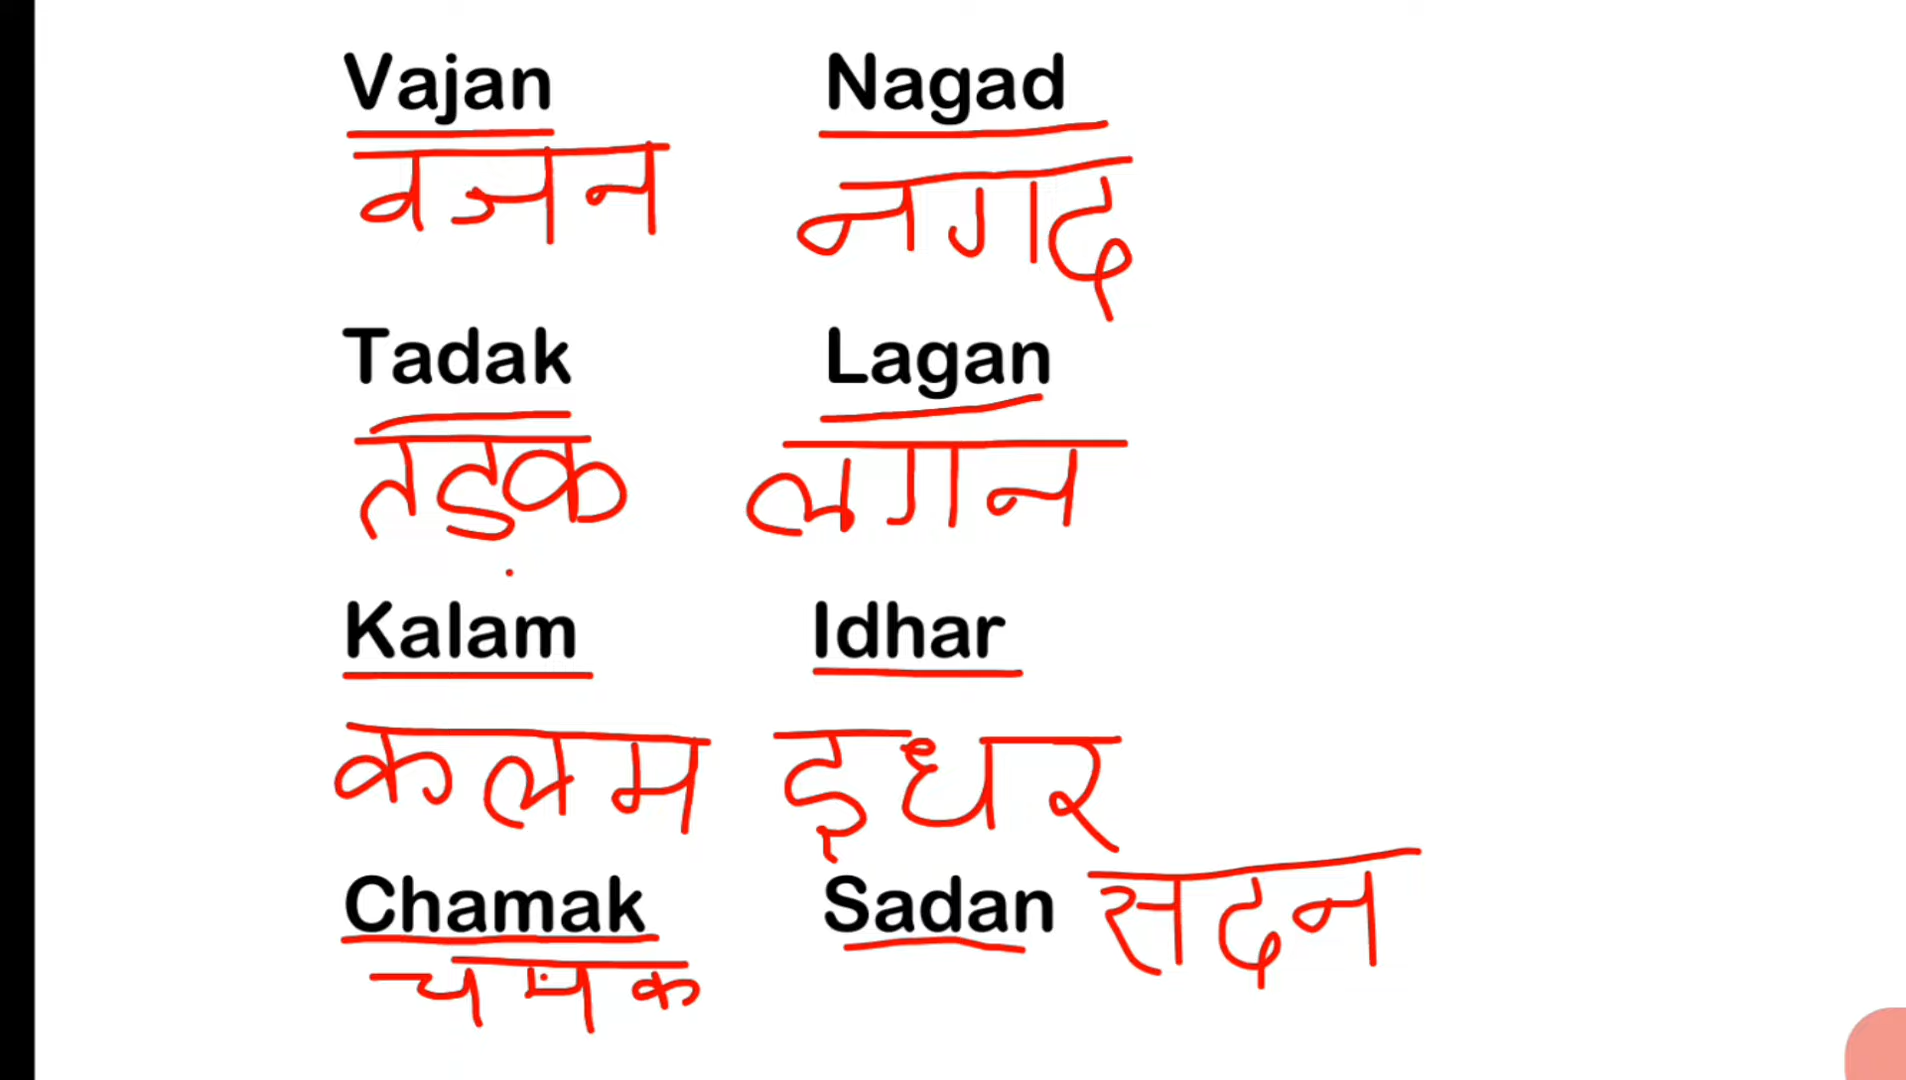 Vajan Nagad
वजन नगद
Tadak Lagan
तड़क लगन
Kalam Idhar
कलम इधर
Chamak Sadan सदन
चमक